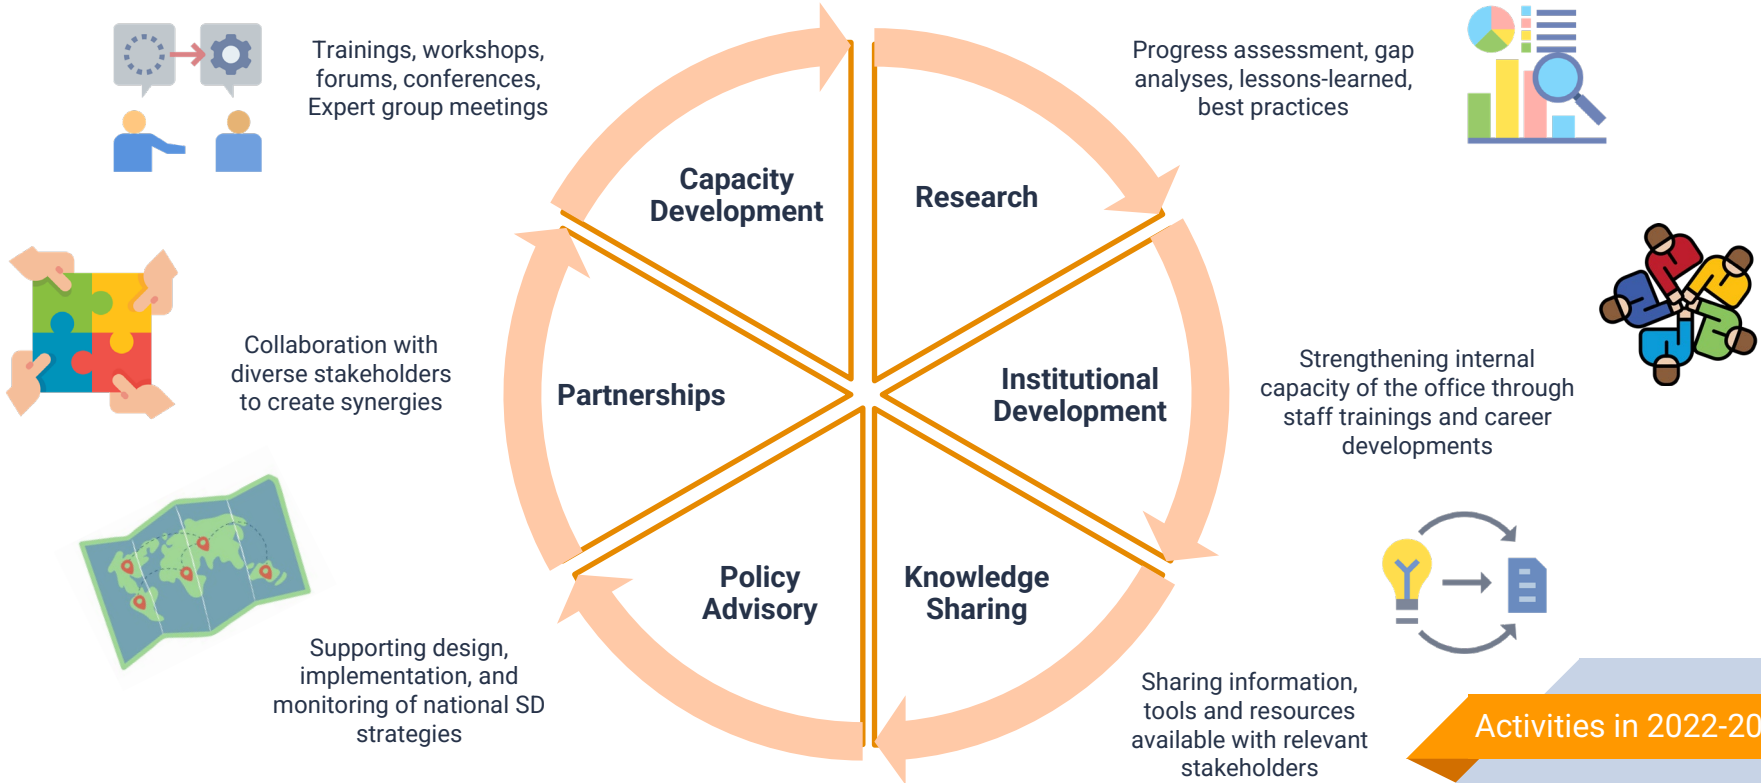 Trainings, workshops,
forums, conferences,
Expert group meetings
Progress assessment, gap
analyses, lessons-learned,
best practices
Capacity
Development
Research
Collaboration with
diverse stakeholders
to create synergies
Partnerships
Institutional
Development
Strengthening internal
capacity of the office through
staff trainings and career
developments
Policy
Advisory
Knowledge
Sharing
Supporting design,
implementation, and
monitoring of national SD
strategies
Sharing information,
tools and resources
available with relevant
stakeholders
Activities in 2022-20